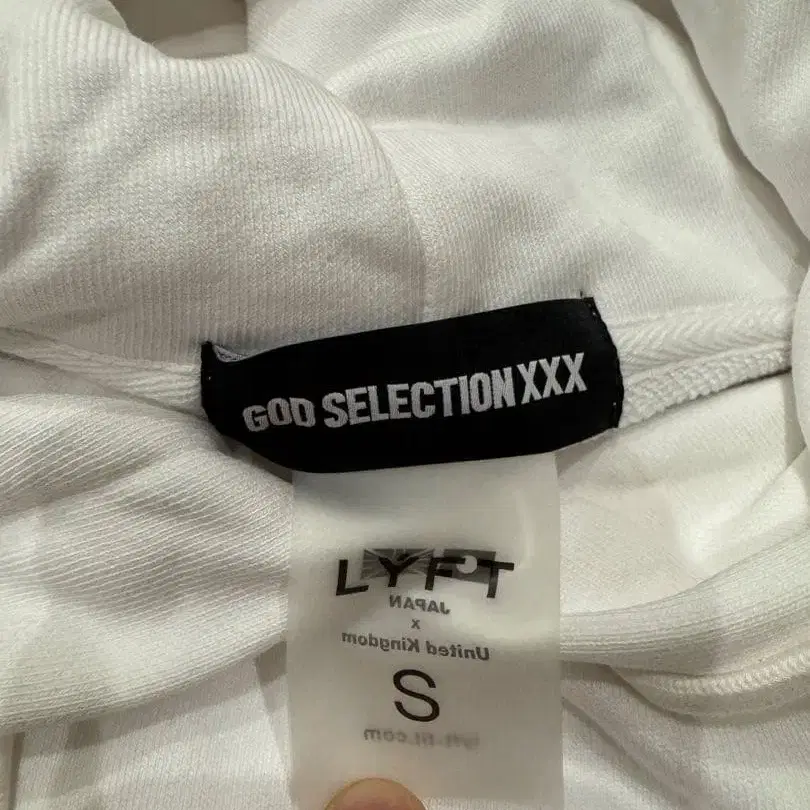 GOD SELECTION XXX
LYFT
JAPAN
x
United Kingdom
S
lyft-fit.com